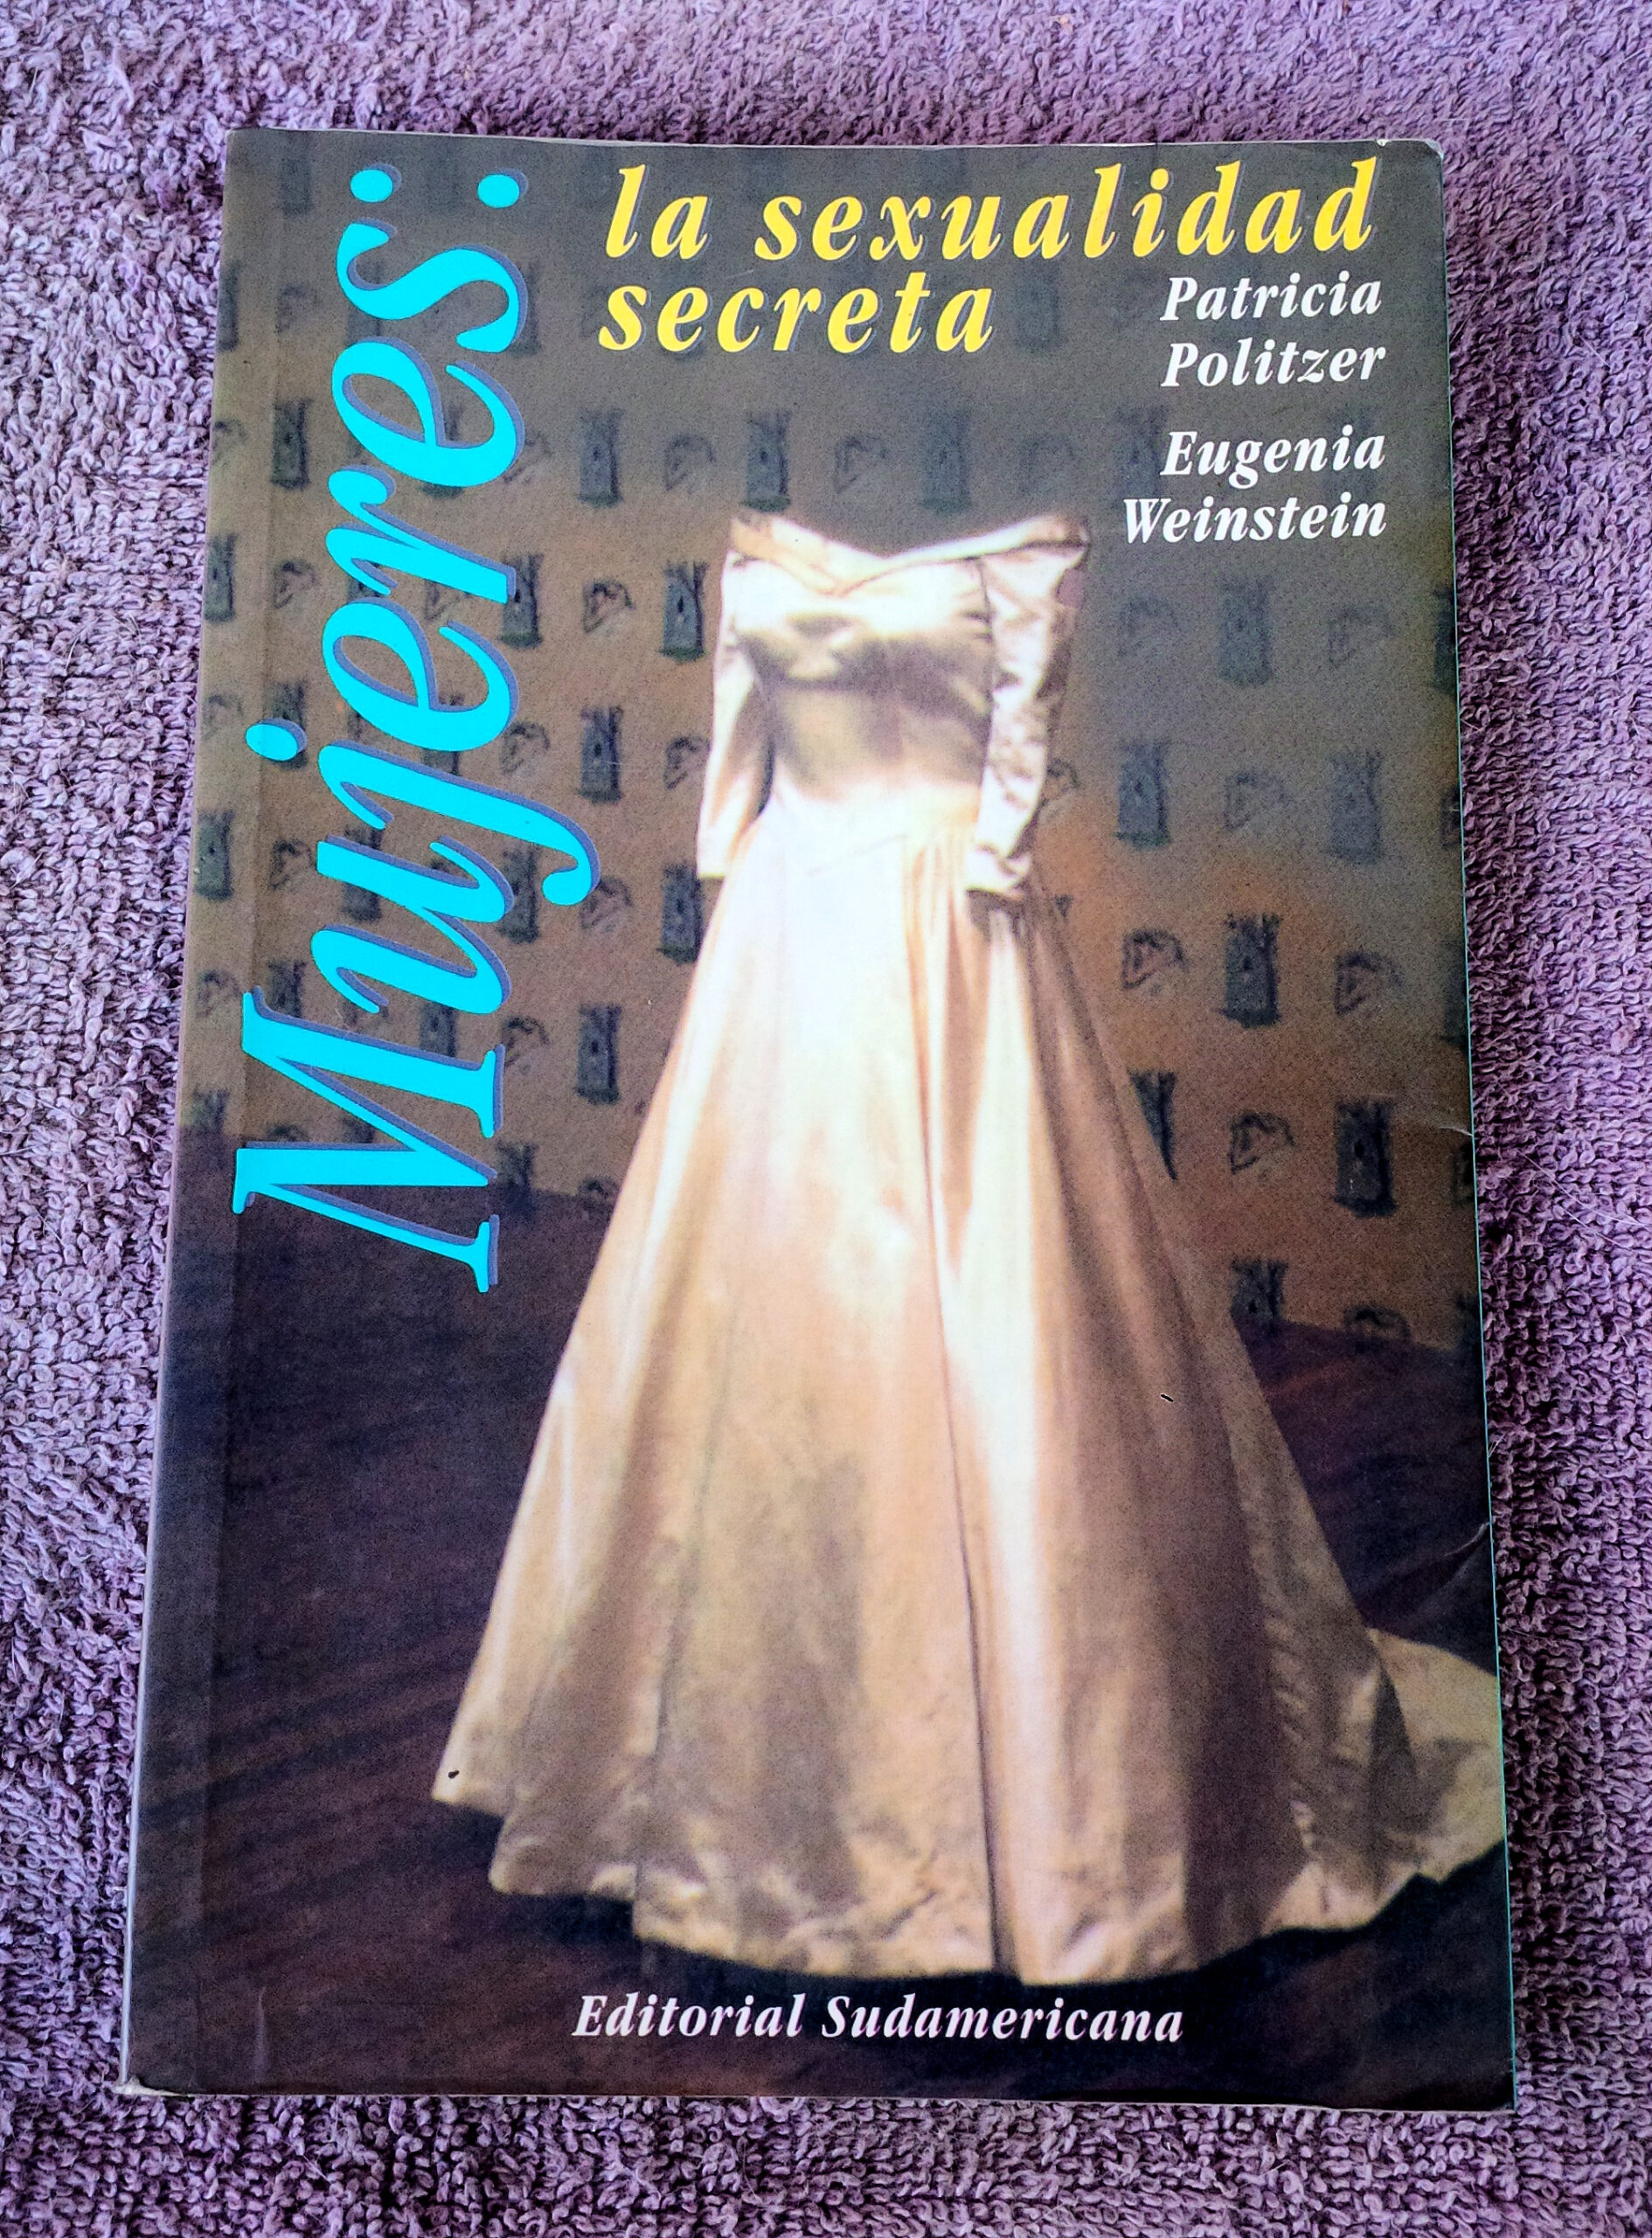 Mujeres:
la sexualidad
secreta
Patricia
Politzer
Eugenia
Weinstein
Editorial Sudamericana